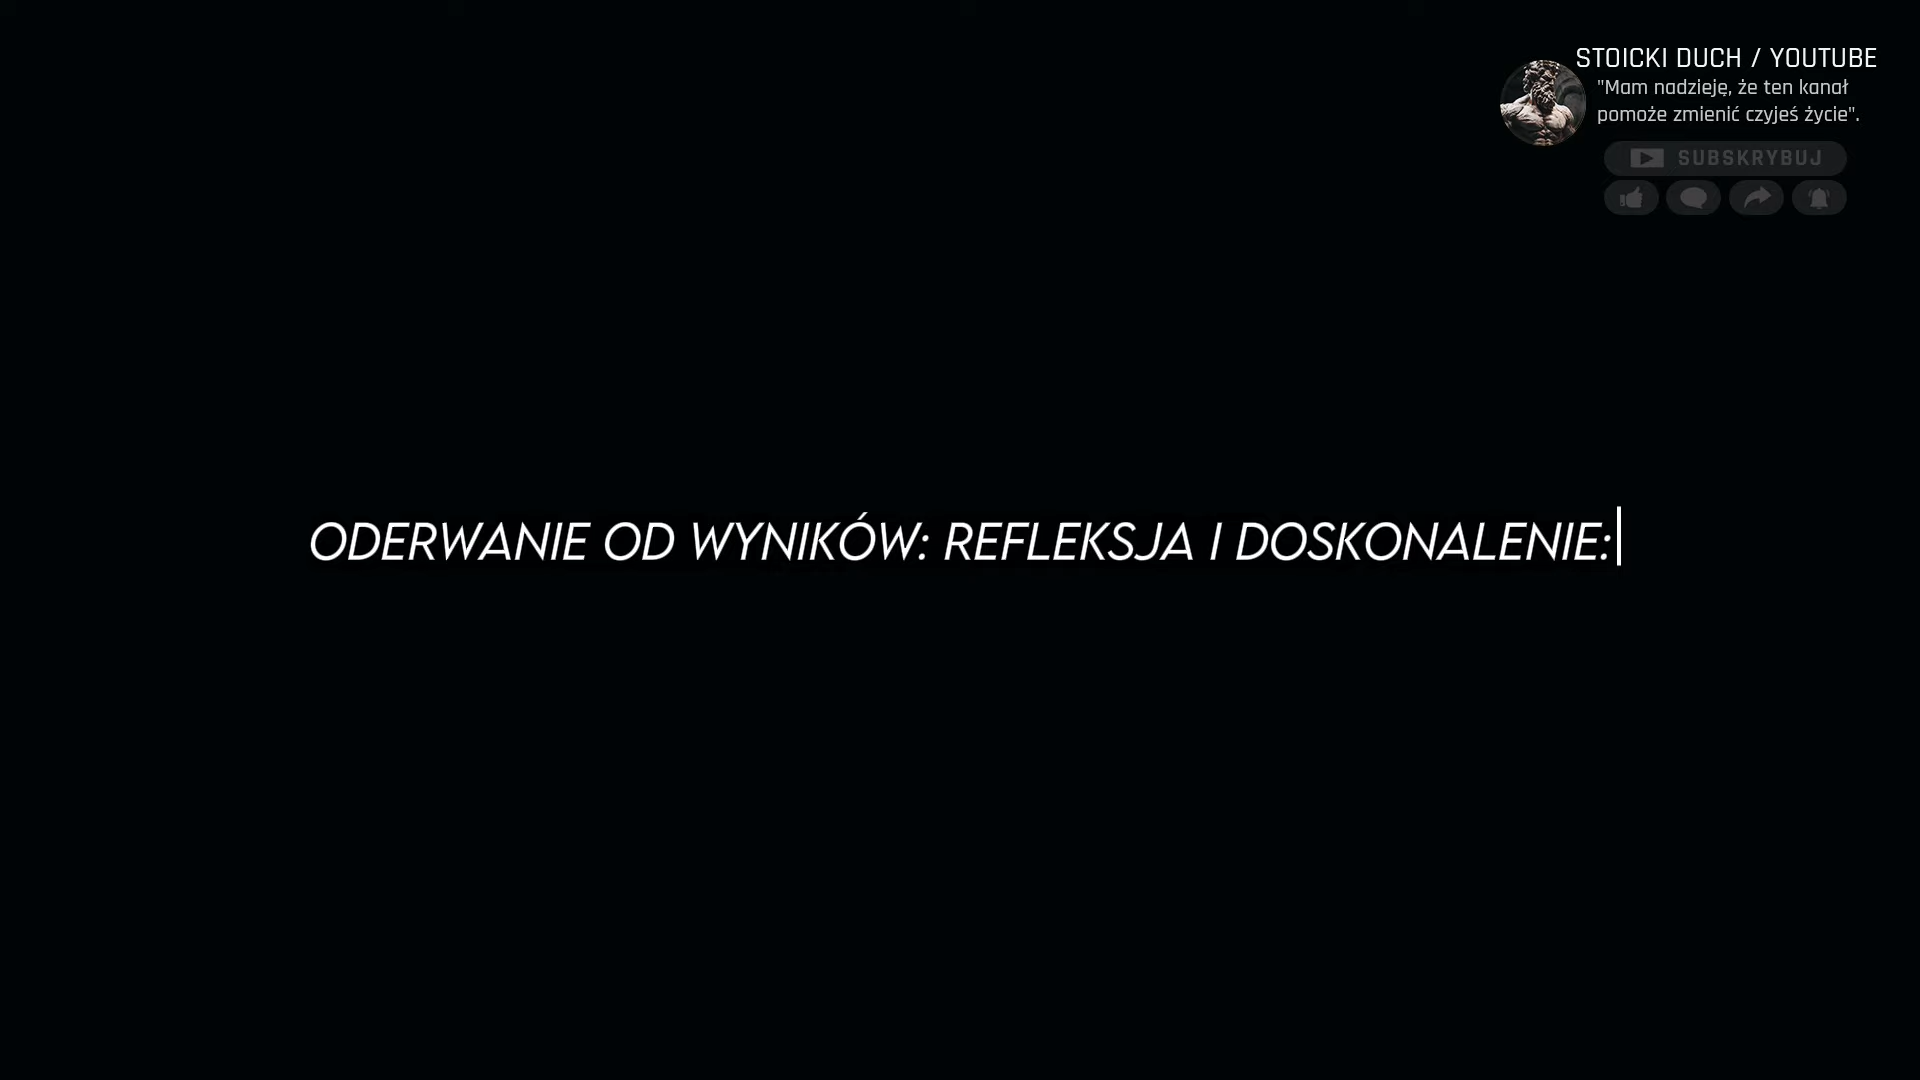 STOICKI DUCH / YOUTUBE
"Mam nadzieję, że ten kanał
pomoże zmienić czyjeś życie".
SUBSKRYBUJ
ODERWANIE OD WYNIKÓW: REFLEKSJA I DOSKONALENIE: